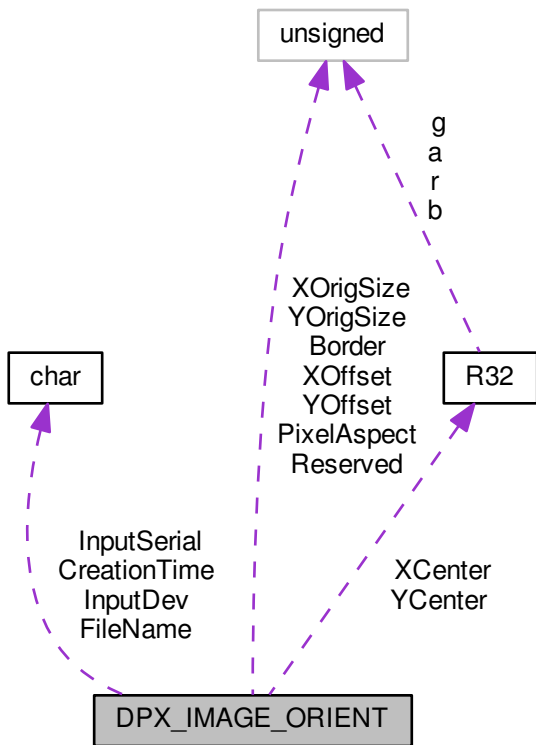 unsigned
g
a
r
b
XOrigSize
YOrigSize
Border
XOffset
YOffset
PixelAspect
Reserved
char
R32
InputSerial
CreationTime
InputDev
FileName
XCenter
YCenter
DPX_IMAGE_ORIENT